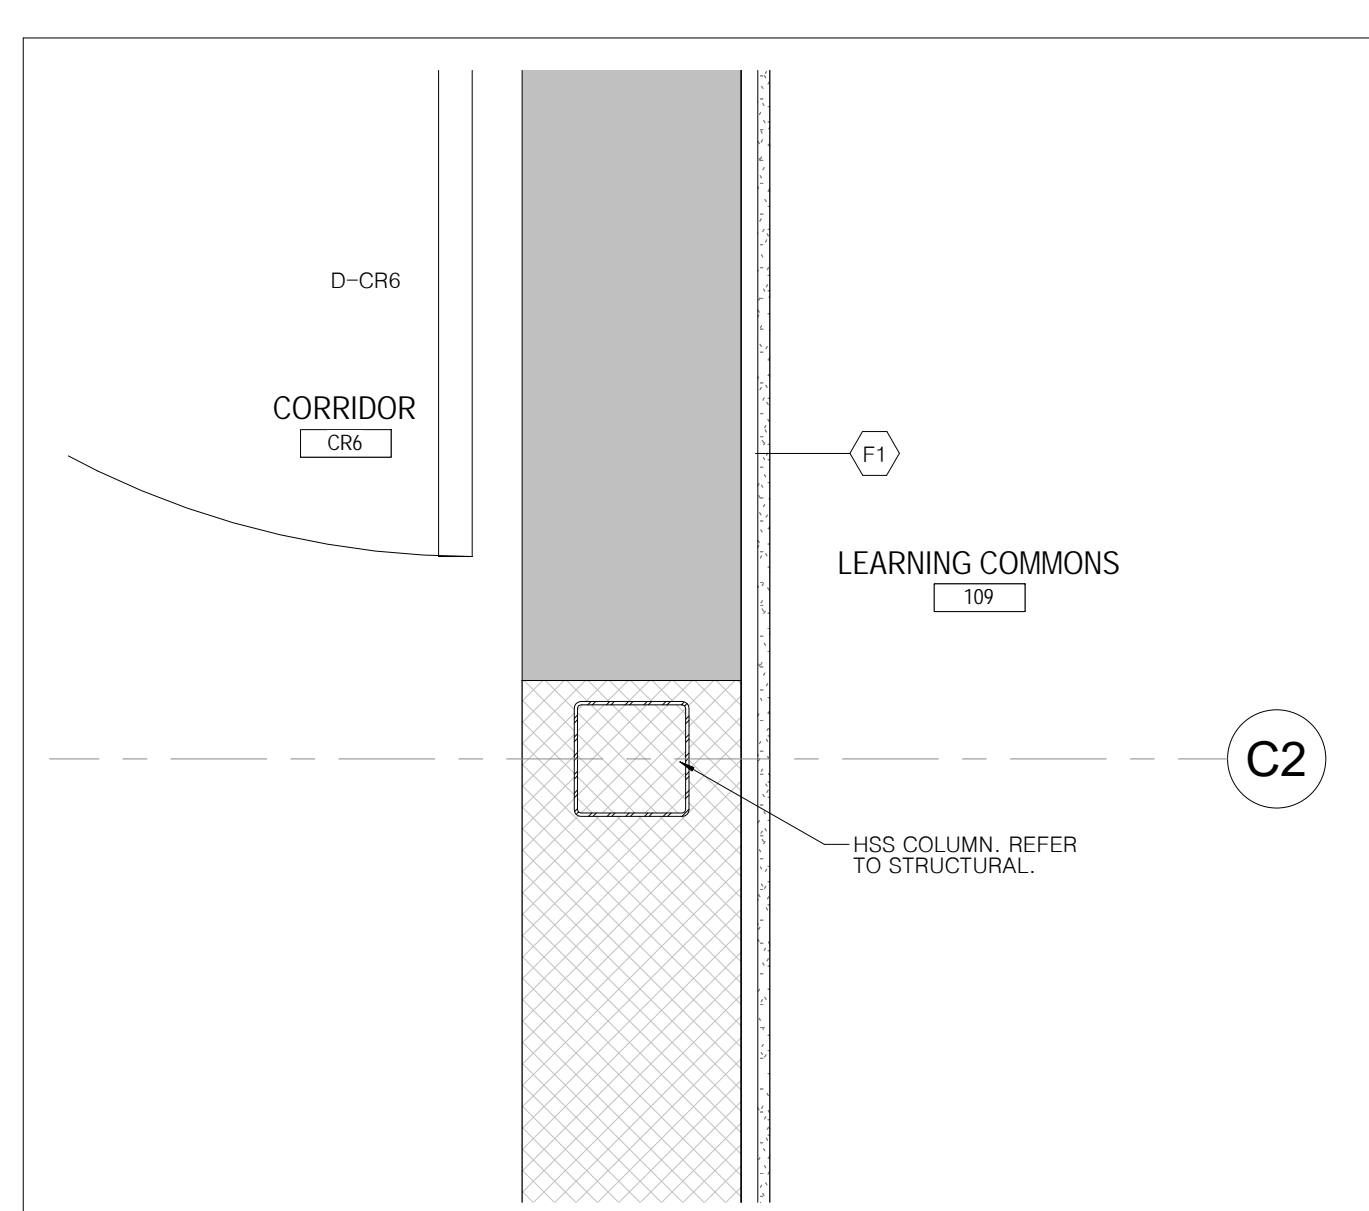 D-CR6
CORRIDOR
CR6
F1
LEARNING COMMONS
109
C2
HSS COLUMN. REFER
TO STRUCTURAL.